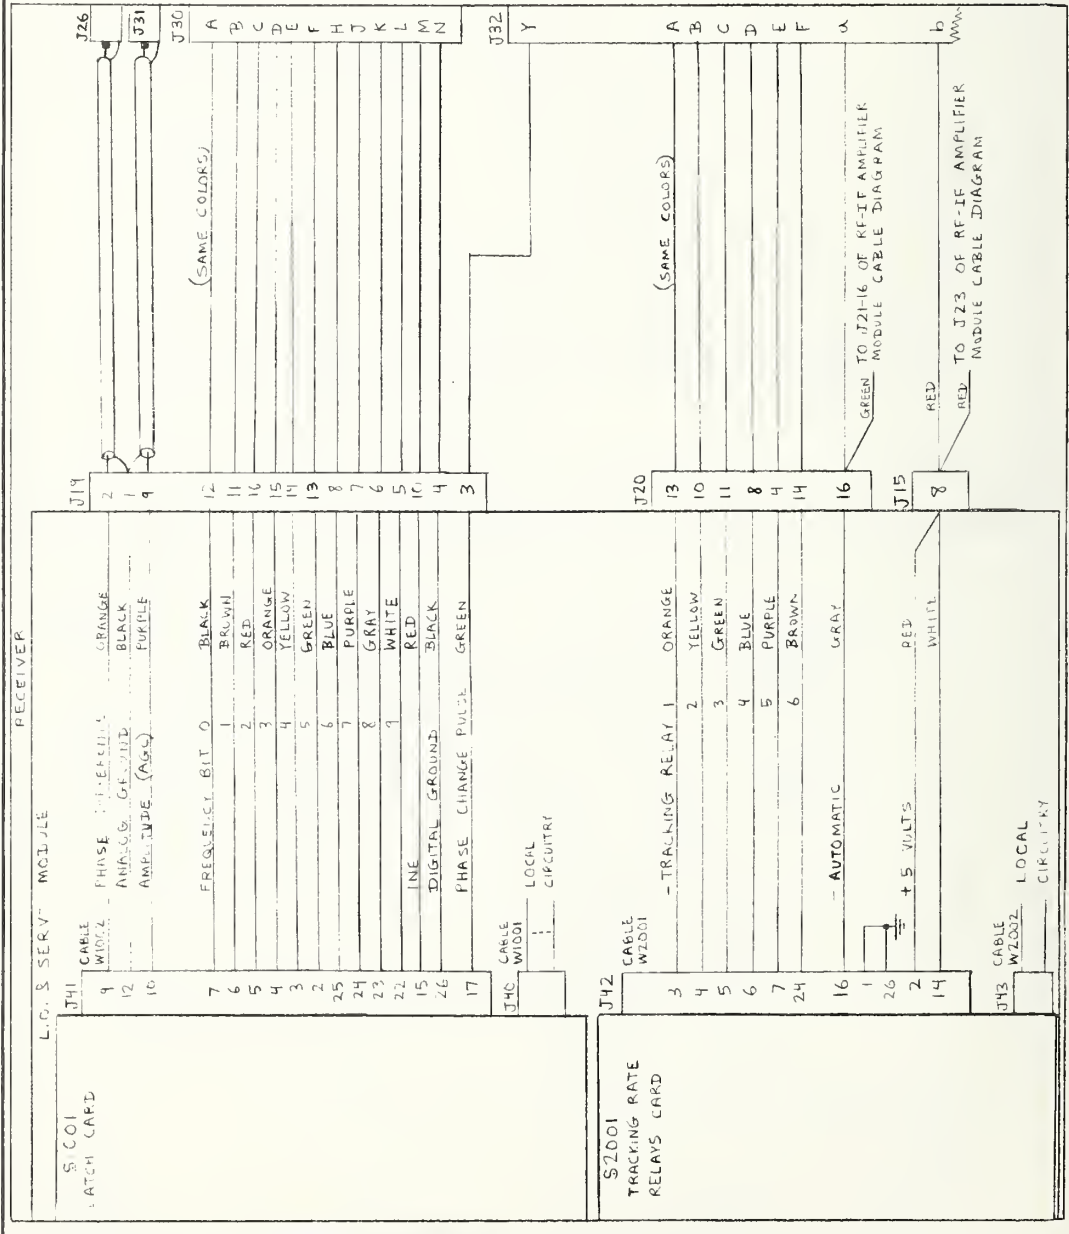 RECEIVER
L.O. & SERV MODULE
S1001
LATCH CARD
J41
CABLE
W1002
9 PHASE ORANGE 2
12 ANALOG GROUND BLACK 1
10 AMPLITUDE (AGC) PURPLE 9
J19
J26
J31
J30
7 FREQUENCY BIT 0 BLACK 12 (SAME COLORS) A
6 1 BROWN 11 B
5 2 RED 16 C
4 3 ORANGE 15 D
3 4 YELLOW 14 E
2 5 GREEN 13 F
25 6 BLUE 8 H
24 7 PURPLE 7 J
23 8 GRAY 6 K
22 9 WHITE 5 L
15 INE RED 10 M
26 DIGITAL GROUND BLACK 4 N
17 PHASE CHANGE PULSE GREEN 3
J32
Y
J40
CABLE
W1001
LOCAL
CIRCUITRY
S2001
TRACKING RATE
RELAYS CARD
J42
CABLE
W2001
J20
3 -TRACKING RELAY 1 ORANGE 13 (SAME COLORS) A
4 2 YELLOW 10 B
5 3 GREEN 11 C
6 4 BLUE 8 D
7 5 PURPLE 4 E
24 6 BROWN 14 F
16 -AUTOMATIC GRAY 16 a
GREEN TO J21-16 OF RF-IF AMPLIFIER
MODULE CABLE DIAGRAM
1
26
2 +5 VOLTS RED
14 WHITE
J15
8 RED b
RED TO J23 OF RF-IF AMPLIFIER
MODULE CABLE DIAGRAM
J43
CABLE
W2002
LOCAL
CIRCUITRY